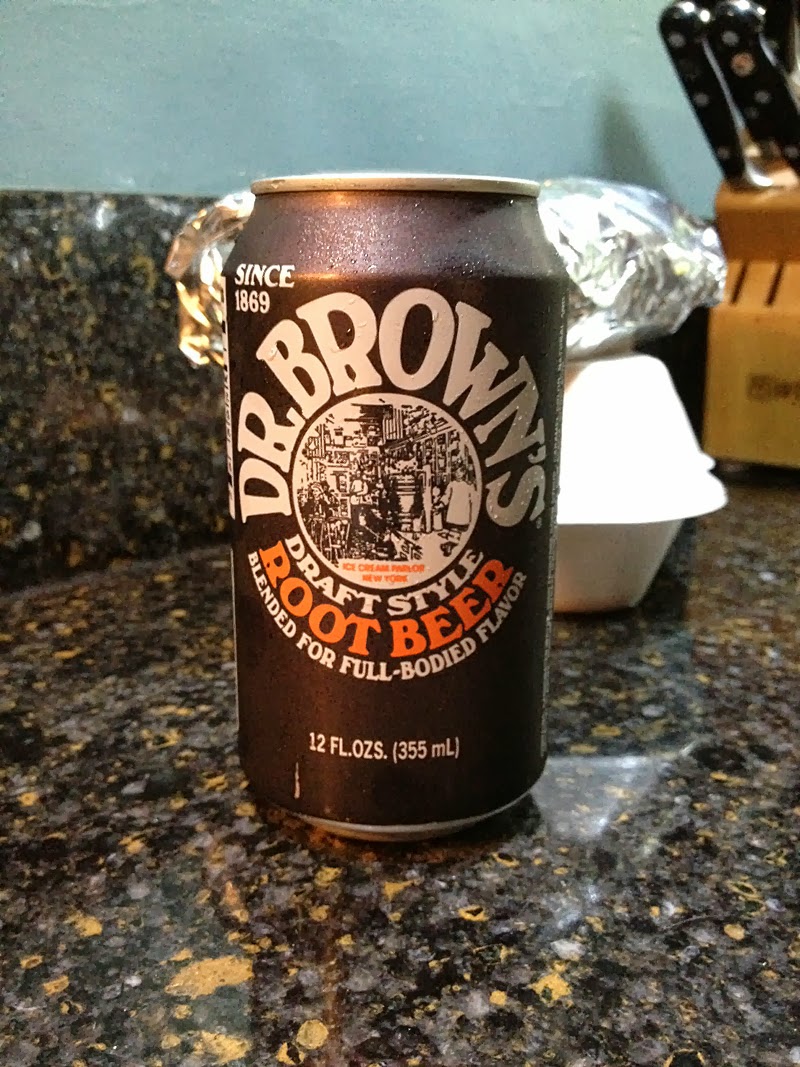 SINCE
1869
DR. BROWN'S
ICE CREAM PARLOR
NEW YORK
DRAFT STYLE
ROOT BEER
BLENDED FOR FULL-BODIED FLAVOR
12 FL.OZS. (355 mL)